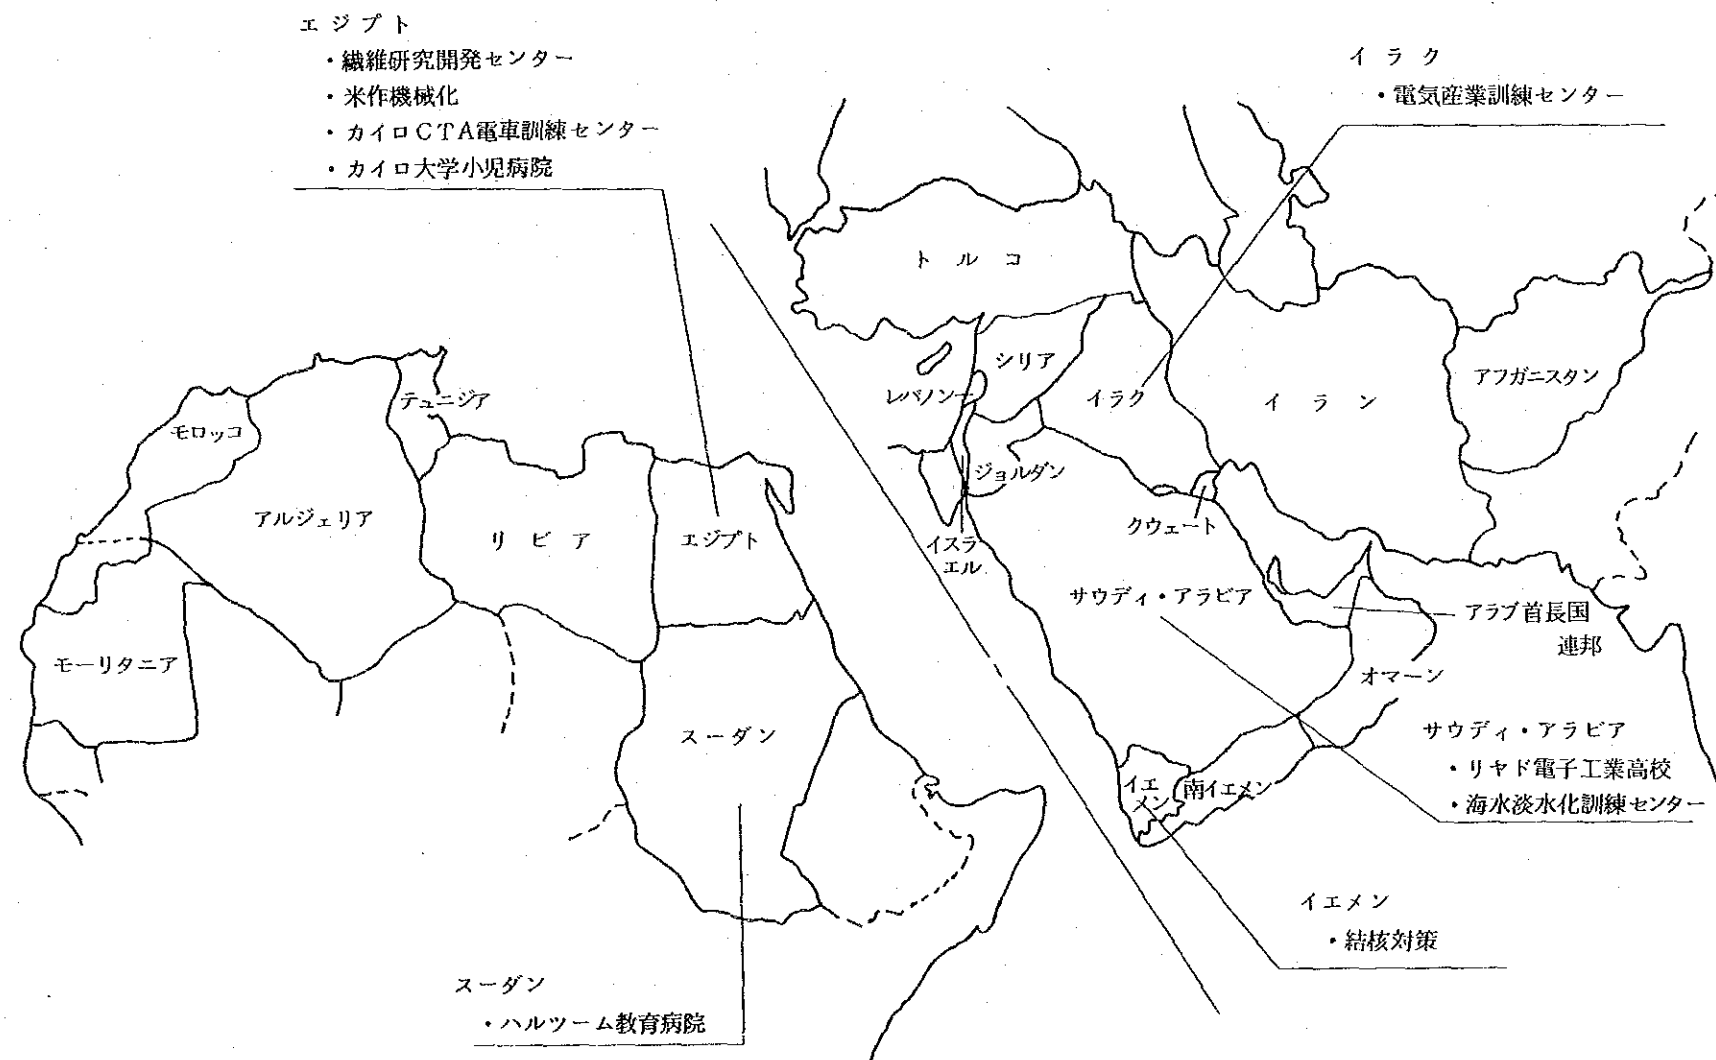 エジプト
・繊維研究開発センター
・米作機械化
・カイロCTA電車訓練センター
・カイロ大学小児病院
イラク
・電気産業訓練センター
トルコ
シリア
レバノン
イラク
イラン
アフガニスタン
テュニジア
モロッコ
ジョルダン
アルジェリア
リビア
エジプト
イスラ
エル
クウェート
サウディ・アラビア
アラブ首長国
連邦
モーリタニア
オマーン
スーダン
サウディ・アラビア
・リヤド電子工業高校
・海水淡水化訓練センター
イエ
メン
南イエメン
イエメン
・結核対策
スーダン
・ハルツーム教育病院